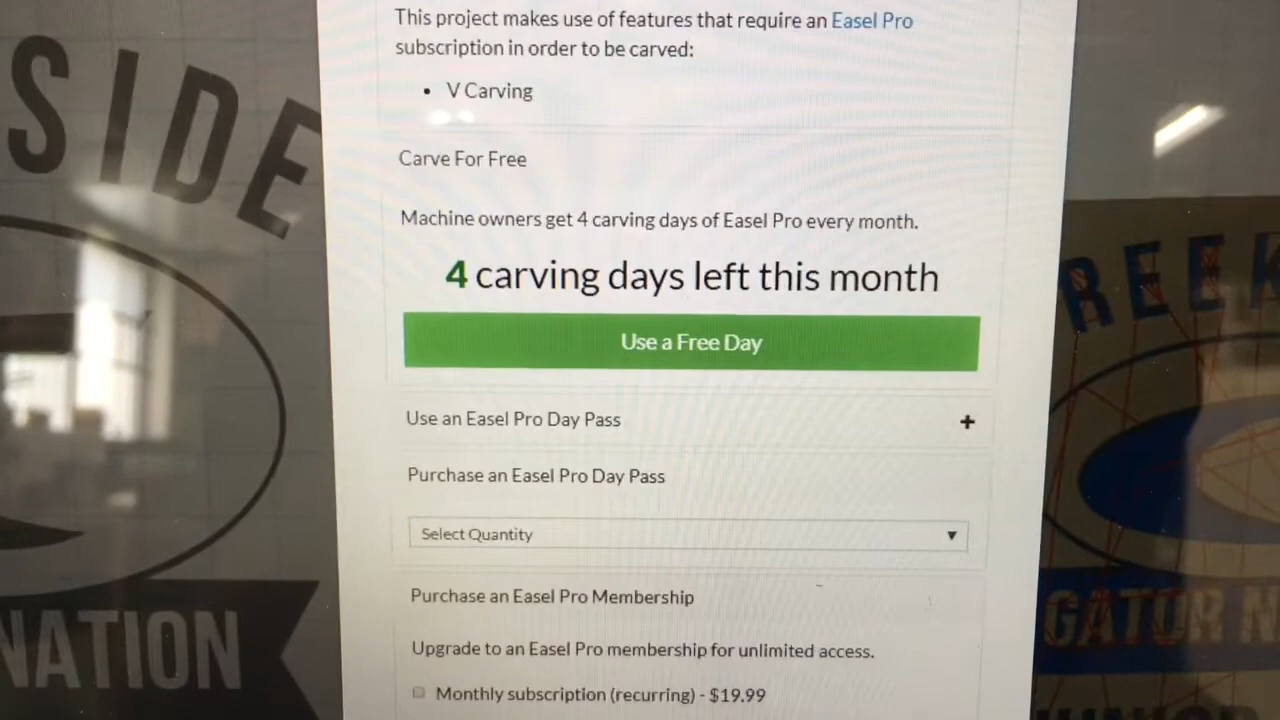 This project makes use of features that require an Easel Pro
subscription in order to be carved:
• V Carving
Carve For Free
Machine owners get 4 carving days of Easel Pro every month.
4 carving days left this month
Use a Free Day
Use an Easel Pro Day Pass +
Purchase an Easel Pro Day Pass
Select Quantity
Purchase an Easel Pro Membership
Upgrade to an Easel Pro membership for unlimited access.
Monthly subscription (recurring) - $19.99
SIDE
NATION
REEK
GATOR N